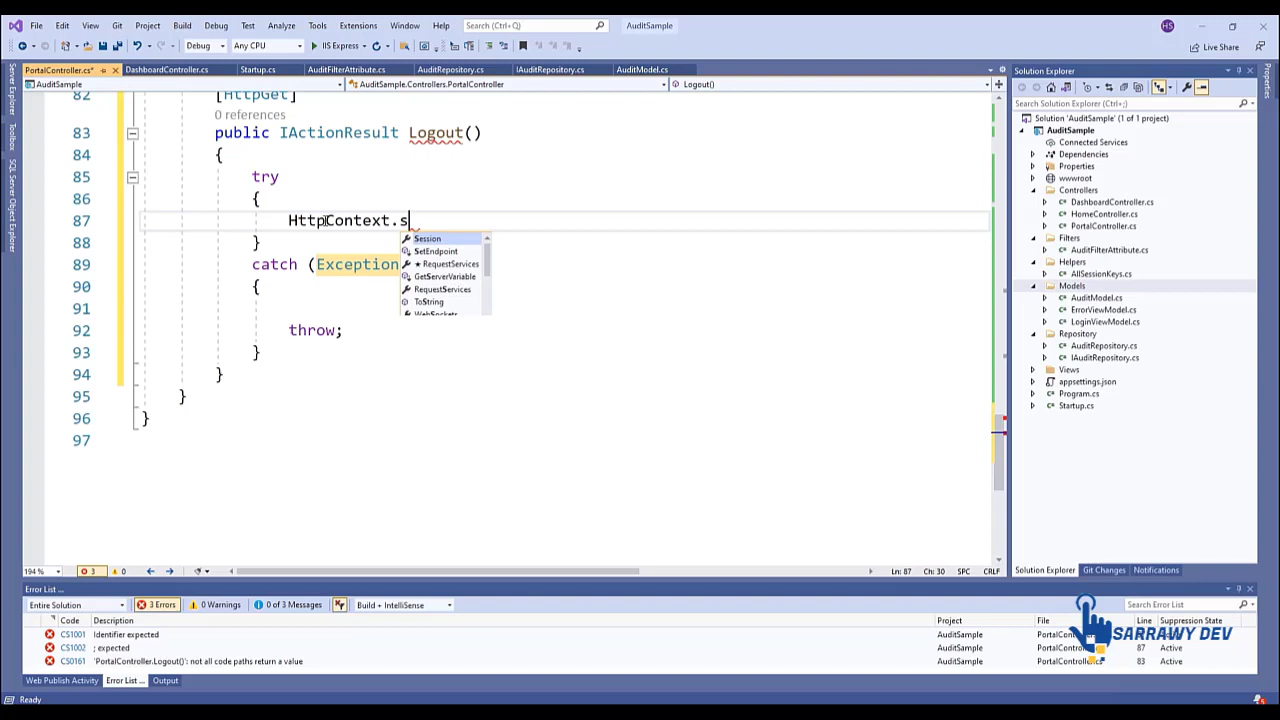 File Edit View Git Project Build Debug Test Analyze Tools Extensions Window Help Search (Ctrl+Q) AuditSample HS
Debug Any CPU IIS Express Live Share
PortalController.cs* DashboardController.cs Startup.cs AuditFilterAttribute.cs AuditRepository.cs IAuditRepository.cs AuditModel.cs
AuditSample AuditSample.Controllers.PortalController Logout()
82 [HttpGet]
0 references
83 public IActionResult Logout()
84 {
85 try
86 {
87 HttpContext.s
88 }
89 catch (Exception
90 {
91
92 throw;
93 }
94 }
95 }
96 }
97
Session
SetEndpoint
★ RequestServices
GetServerVariable
RequestServices
ToString
WebSockets
194 % 3 0 Ln: 87 Ch: 30 SPC CRLF
Server Explorer
Toolbox
SQL Server Object Explorer
Solution Explorer
Search Solution Explorer (Ctrl+;)
Solution 'AuditSample' (1 of 1 project)
AuditSample
Connected Services
Dependencies
Properties
wwwroot
Controllers
DashboardController.cs
HomeController.cs
PortalController.cs
Filters
AuditFilterAttribute.cs
Helpers
AllSessionKeys.cs
Models
AuditModel.cs
ErrorViewModel.cs
LoginViewModel.cs
Repository
AuditRepository.cs
IAuditRepository.cs
Views
appsettings.json
Program.cs
Startup.cs
Solution Explorer Git Changes Notifications
Properties
Error List ...
Entire Solution 3 Errors 0 Warnings 0 of 3 Messages Build + IntelliSense Search Error List
Code Description Project File Line Suppression State
CS1001 Identifier expected AuditSample
CS1002 ; expected AuditSample 87 Active
CS0161 'PortalController.Logout()': not all code paths return a value AuditSample 83 Active
SARRAWY DEV
Web Publish Activity Error List ... Output
Ready